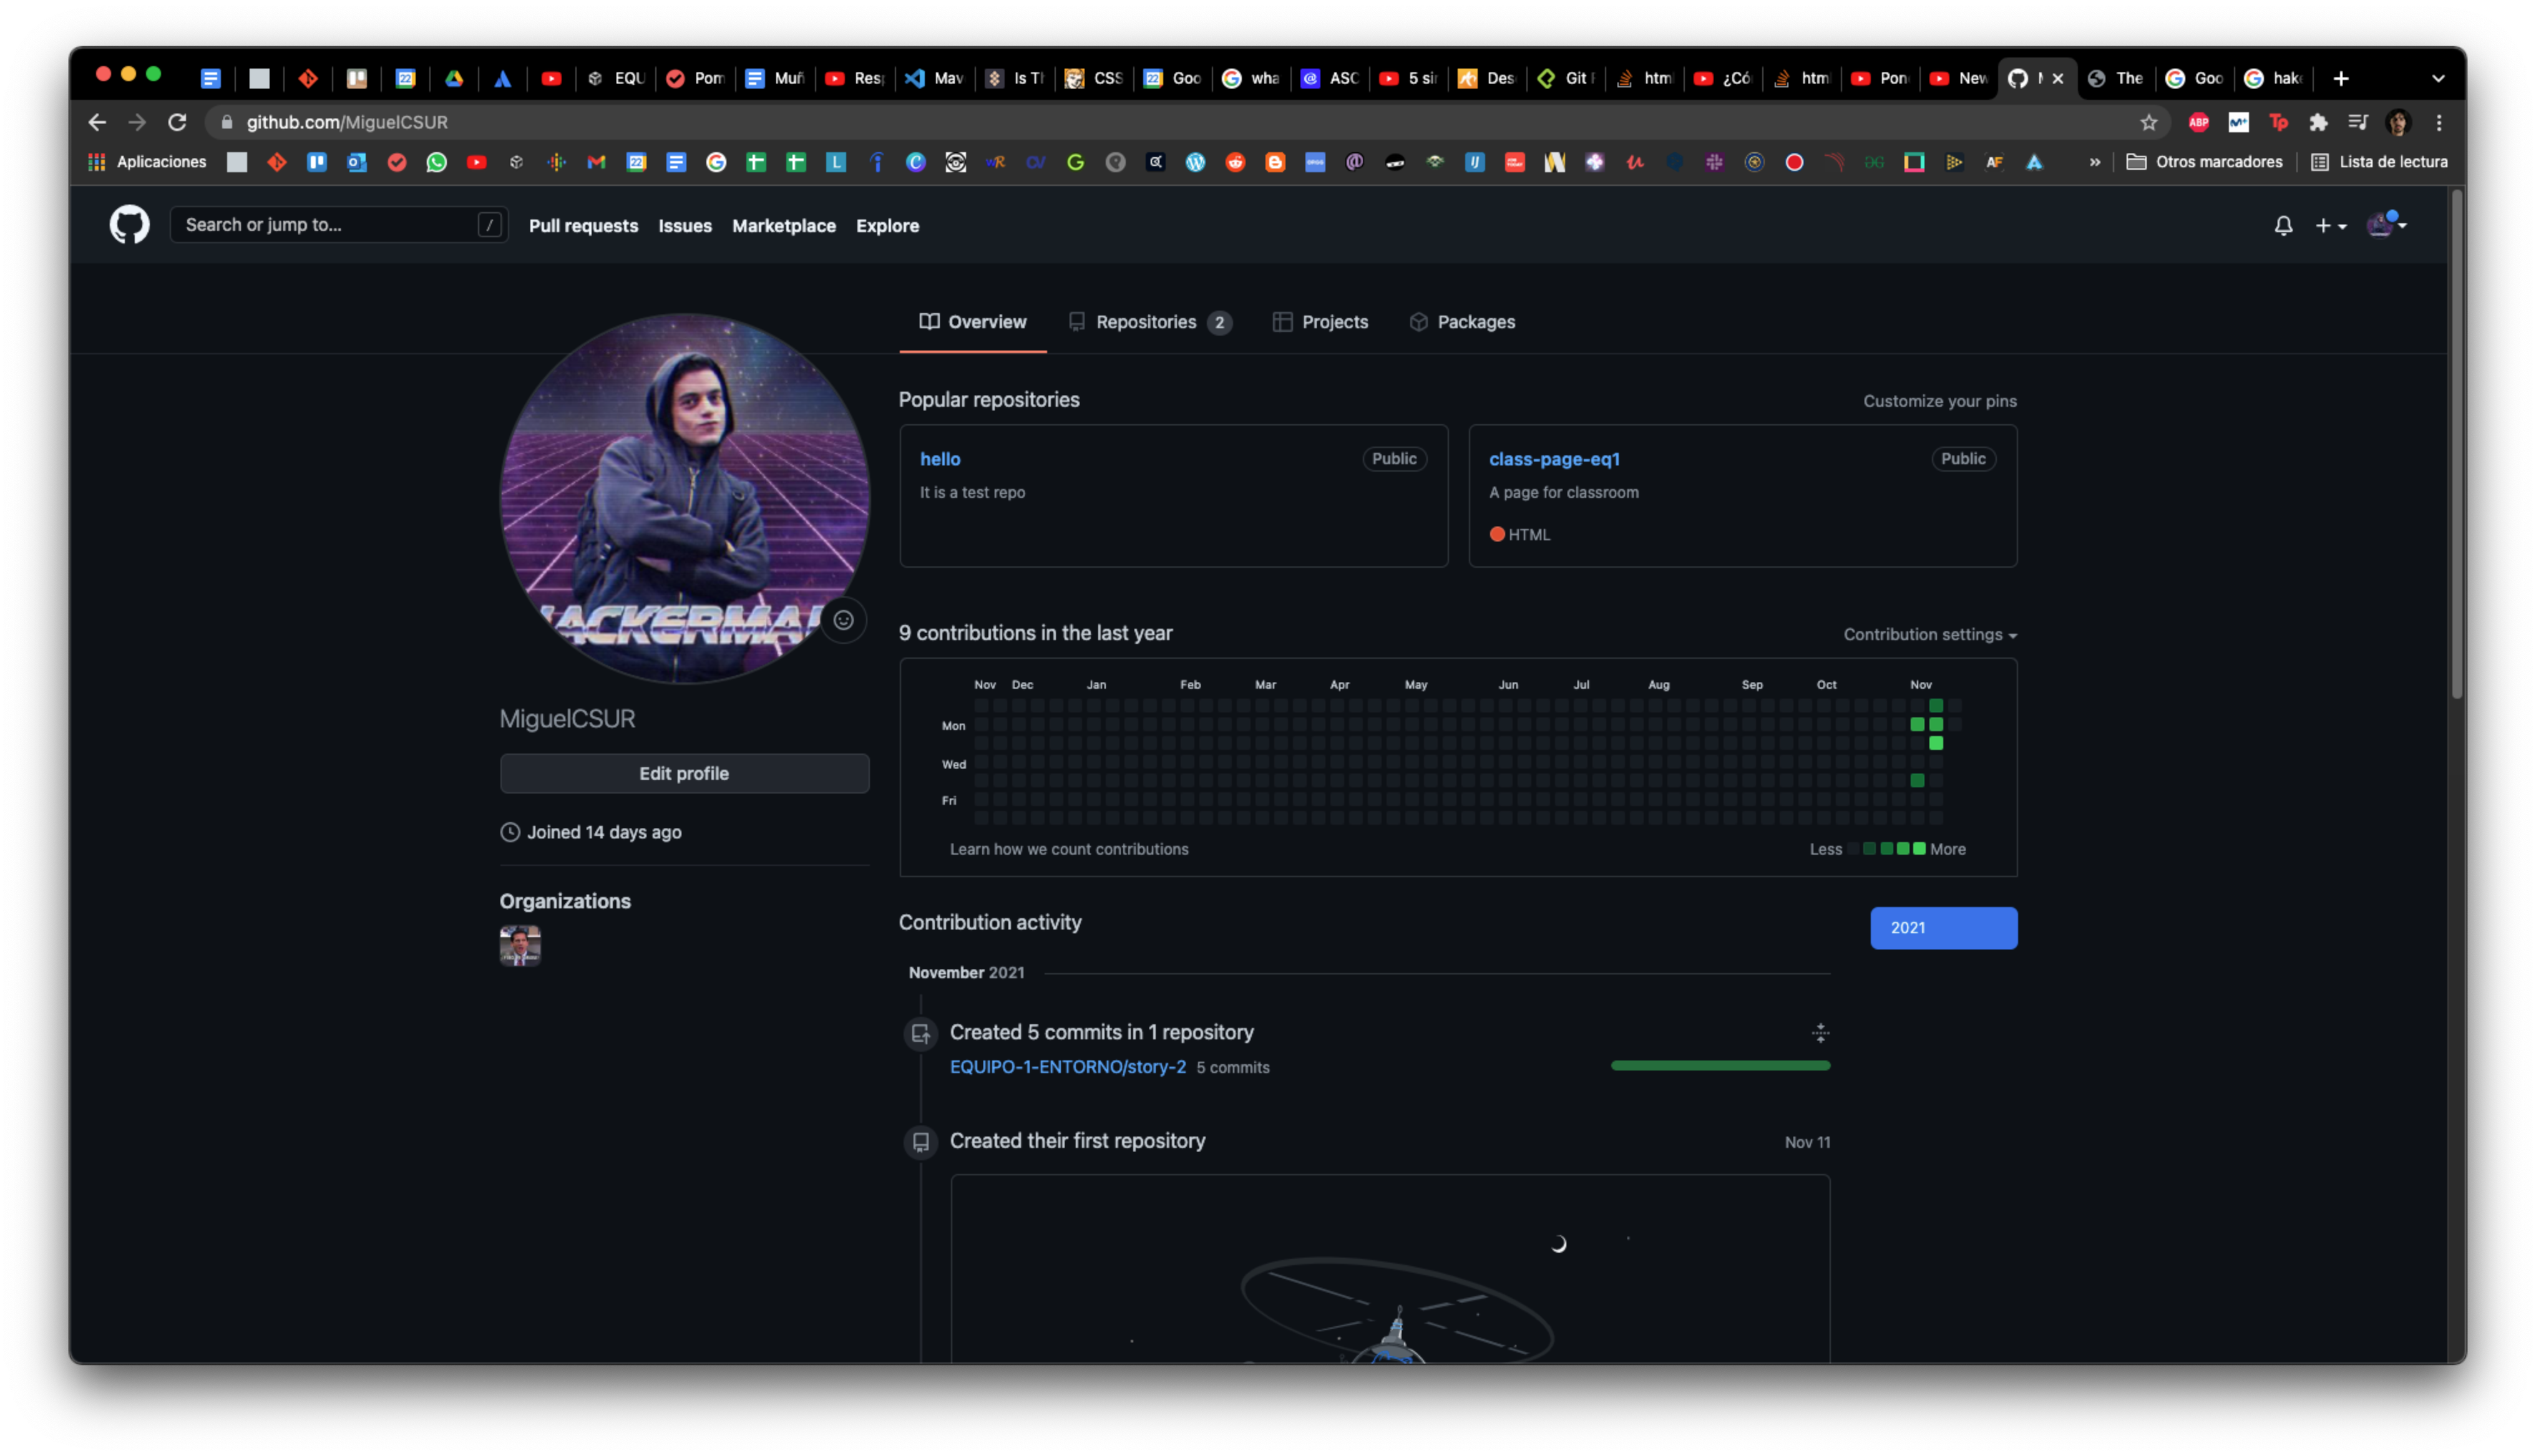 EQU Pom Muñ Res Mav Is Th CSS Goo wha ASC 5 sir Des Git html ¿Có html Pon New The Goo hake
github.com/MiguelCSUR
Aplicaciones Otros marcadores Lista de lectura
Search or jump to... / Pull requests Issues Marketplace Explore
Overview Repositories 2 Projects Packages
Popular repositories Customize your pins
hello Public class-page-eq1 Public
It is a test repo A page for classroom
HTML
ACKERMA
9 contributions in the last year Contribution settings
Nov Dec Jan Feb Mar Apr May Jun Jul Aug Sep Oct Nov
Mon
Wed
Fri
Learn how we count contributions Less More
MiguelCSUR
Edit profile
Joined 14 days ago
Organizations
Contribution activity 2021
November 2021
Created 5 commits in 1 repository
EQUIPO-1-ENTORNO/story-2 5 commits
Created their first repository Nov 11